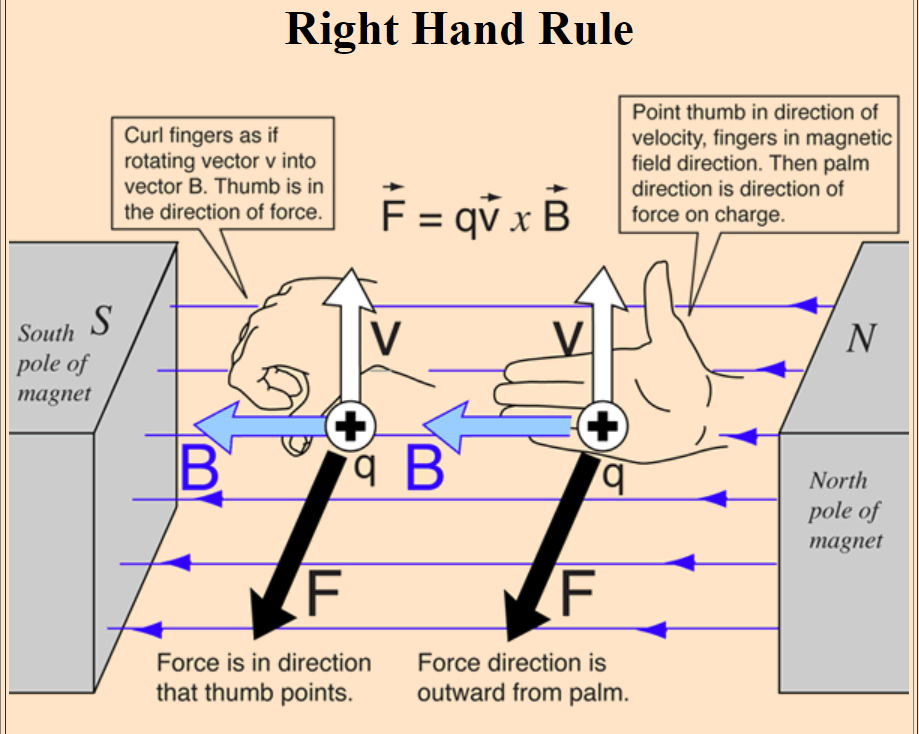 Right Hand Rule
Curl fingers as if
rotating vector v into
vector B. Thumb is in
the direction of force.
F = qv x B
Point thumb in direction of
velocity, fingers in magnetic
field direction. Then palm
direction is direction of
force on charge.
South S
pole of
magnet
N
v
v
B
q
B
q
North
pole of
magnet
F
F
Force is in direction
that thumb points.
Force direction is
outward from palm.